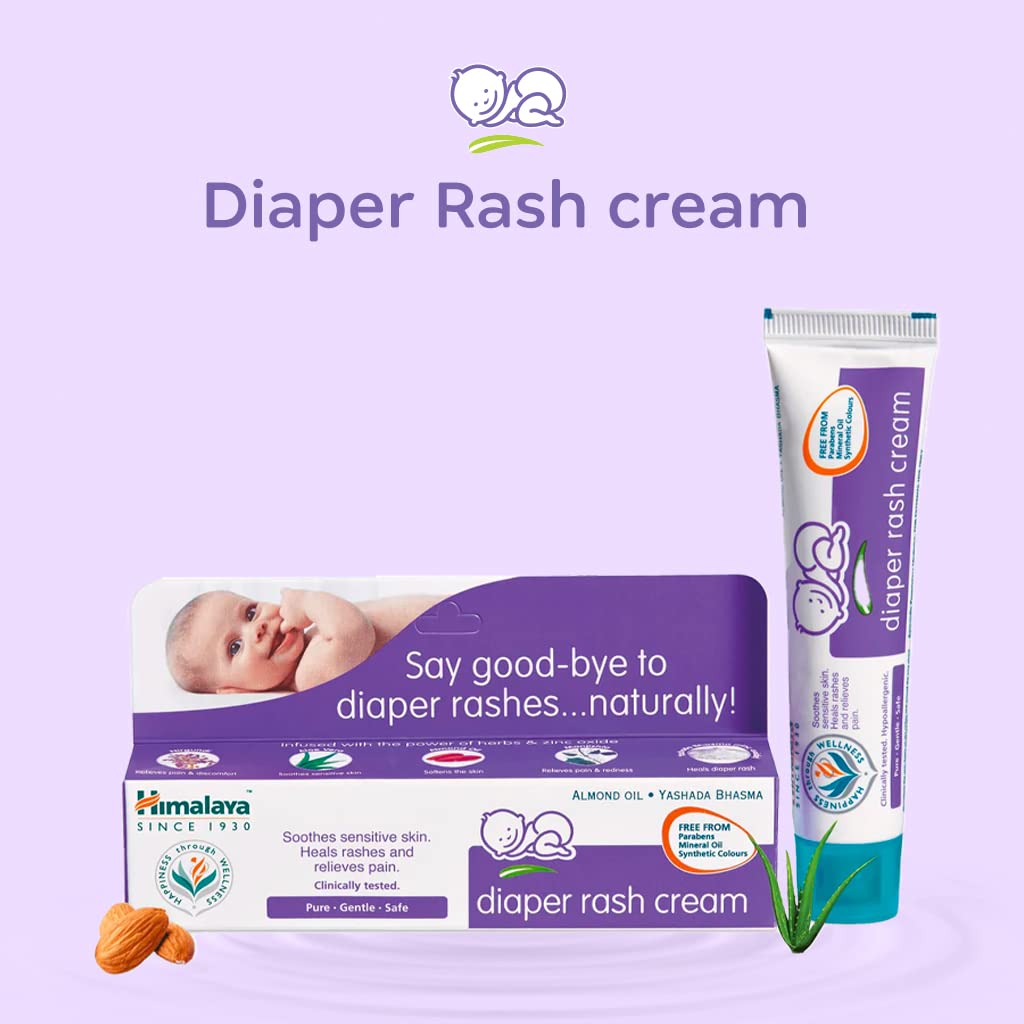 Diaper Rash cream
Say good-bye to
diaper rashes...naturally!
Infused with the power of herbs & zinc oxide
Relieves pain & discomfort
Soothes sensitive skin
Softens the skin
Relieves pain & redness
Heals diaper rash
Himalaya™
SINCE 1930
HAPPINESS through WELLNESS
Soothes sensitive skin.
Heals rashes and
relieves pain.
Clinically tested.
Pure · Gentle · Safe
ALMOND OIL • YASHADA BHASMA
FREE FROM
Parabens
Mineral Oil
Synthetic Colours
diaper rash cream
FREE FROM
Parabens
Mineral Oil
Synthetic Colours
diaper rash cream
Soothes
sensitive skin.
Heals rashes
and relieves
pain.
Clinically tested. Hypoallergenic.
Pure · Gentle · Safe
SINCE 1930
HAPPINESS through WELLNESS